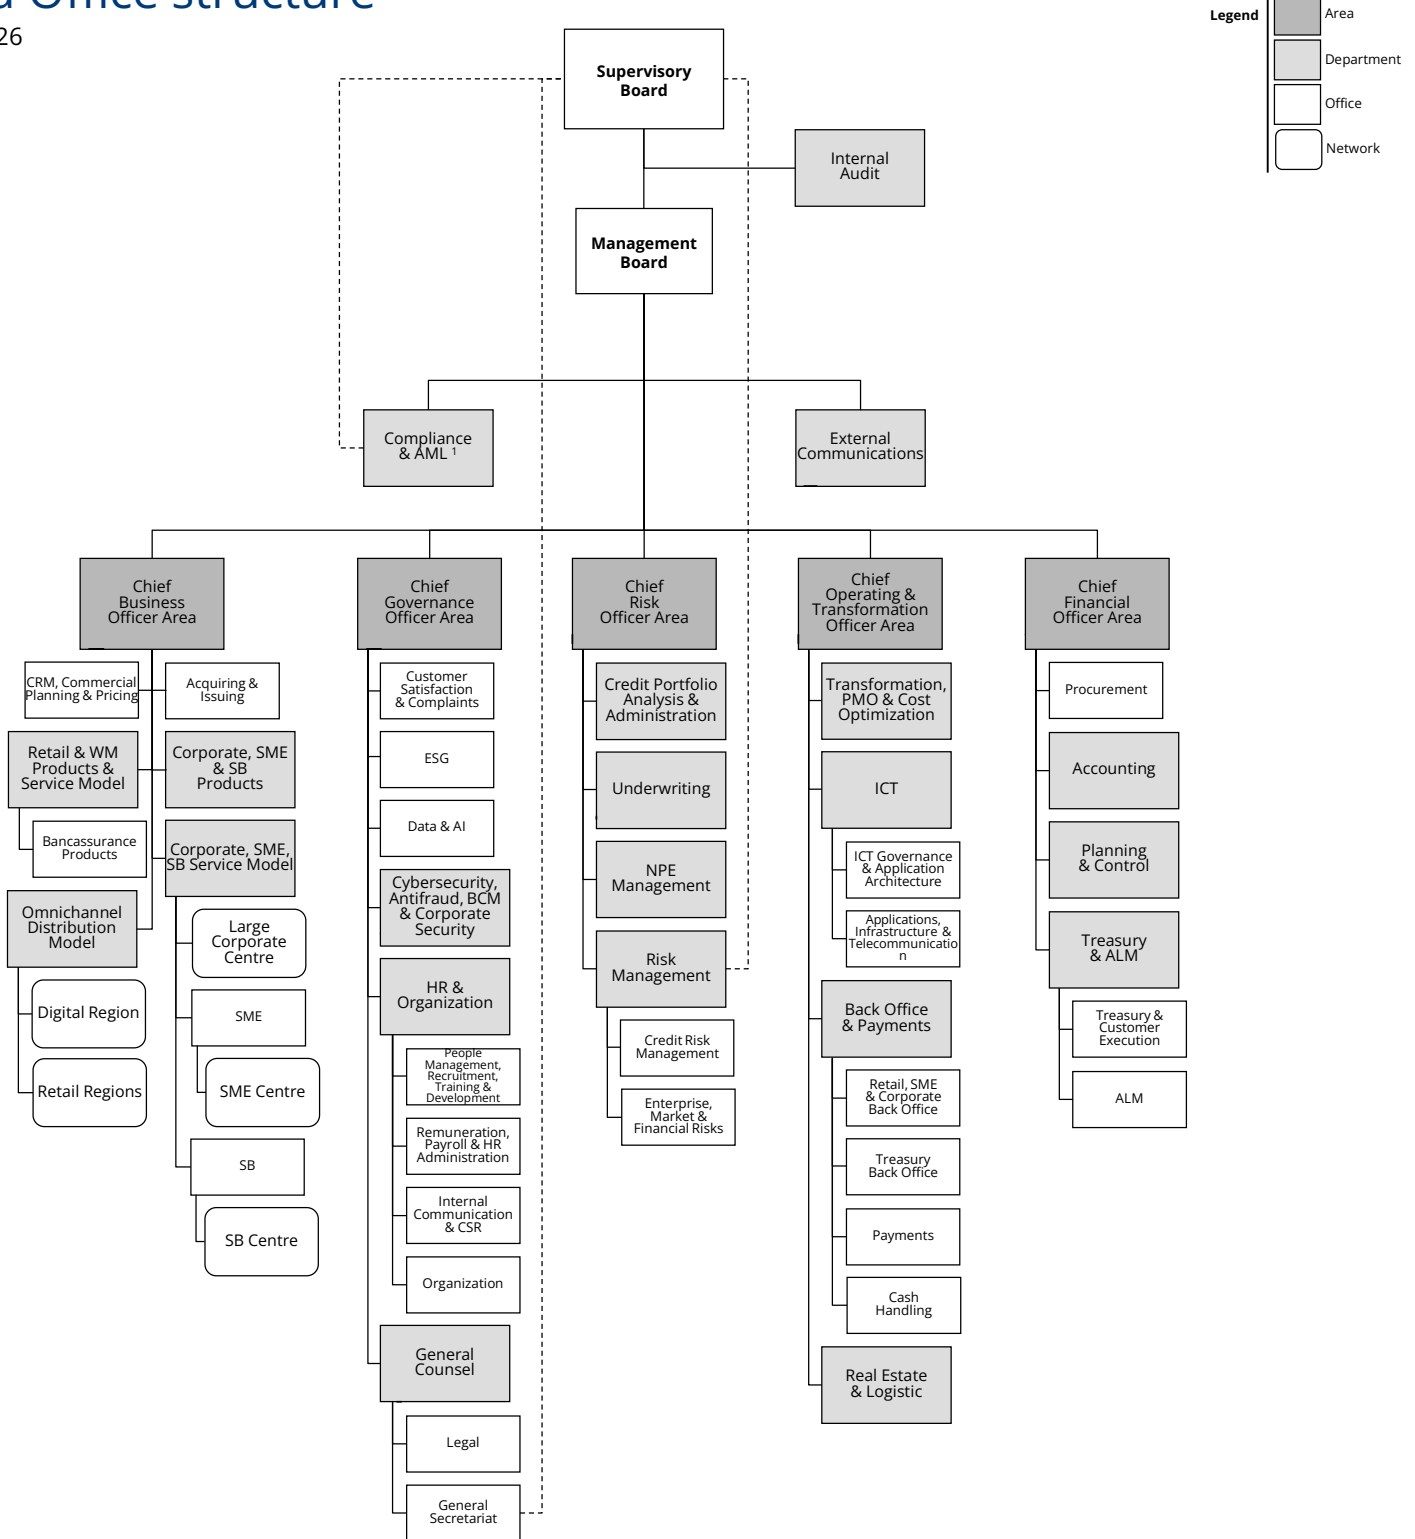 Office structure
26
Legend
Area
Department
Office
Network
Supervisory
Board
Internal
Audit
Management
Board
Compliance
& AML 1
External
Communications
Chief
Business
Officer Area
Chief
Governance
Officer Area
Chief
Risk
Officer Area
Chief
Operating &
Transformation
Officer Area
Chief
Financial
Officer Area
CRM, Commercial
Planning & Pricing
Acquiring &
Issuing
Retail & WM
Products &
Service Model
Corporate, SME
& SB
Products
Bancassurance
Products
Corporate, SME,
SB Service Model
Omnichannel
Distribution
Model
Large
Corporate
Centre
Digital Region
SME
Retail Regions
SME Centre
SB
SB Centre
Customer
Satisfaction
& Complaints
ESG
Data & AI
Cybersecurity,
Antifraud, BCM
& Corporate
Security
HR &
Organization
People
Management,
Recruitment,
Training &
Development
Remuneration,
Payroll & HR
Administration
Internal
Communication
& CSR
Organization
General
Counsel
Legal
General
Secretariat
Credit Portfolio
Analysis &
Administration
Underwriting
NPE
Management
Risk
Management
Credit Risk
Management
Enterprise,
Market &
Financial Risks
Transformation,
PMO & Cost
Optimization
ICT
ICT Governance
& Application
Architecture
Applications,
Infrastructure &
Telecommunicatio
n
Back Office
& Payments
Retail, SME
& Corporate
Back Office
Treasury
Back Office
Payments
Cash
Handling
Real Estate
& Logistic
Procurement
Accounting
Planning
& Control
Treasury
& ALM
Treasury &
Customer
Execution
ALM